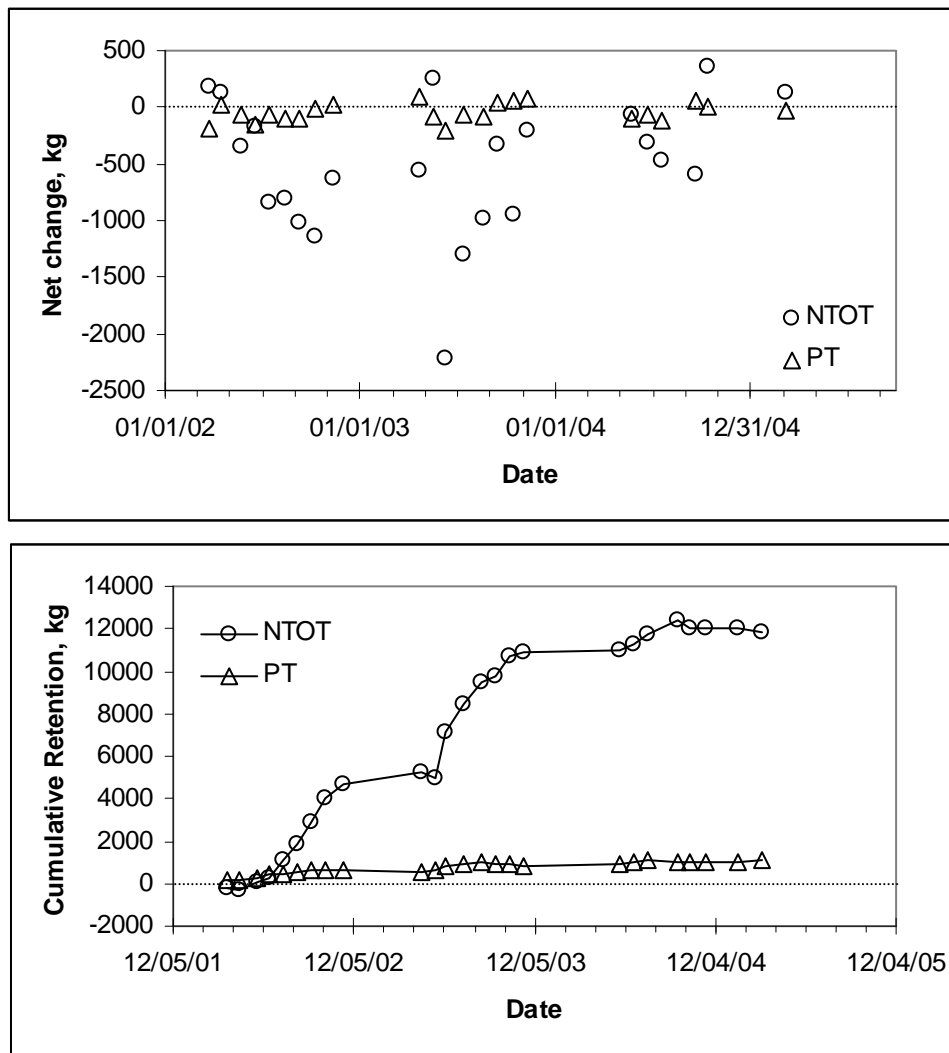 500
0
-500
-1000
-1500
-2000
-2500
Net change, kg
NTOT
PT
01/01/02 01/01/03 01/01/04 12/31/04
Date
14000
12000
10000
8000
6000
4000
2000
0
-2000
Cumulative Retention, kg
NTOT
PT
12/05/01 12/05/02 12/05/03 12/04/04 12/04/05
Date